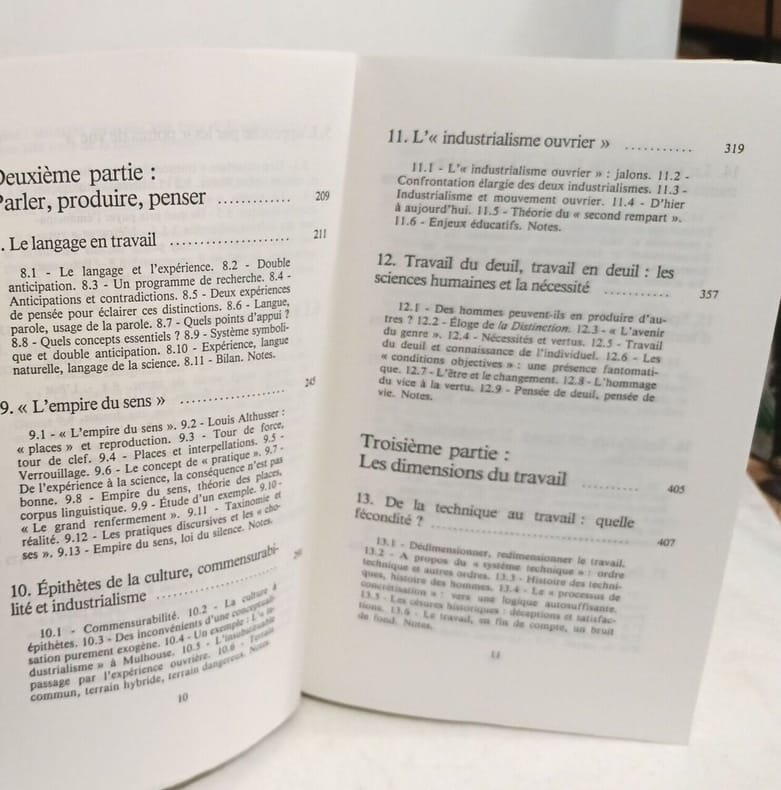 Deuxième partie :
Parler, produire, penser ............. 209
. Le langage en travail ..................... 211
8.1 - Le langage et l'expérience. 8.2 - Double
anticipation. 8.3 - Un programme de recherche. 8.4 -
Anticipations et contradictions. 8.5 - Deux expériences
de pensée pour éclairer ces distinctions. 8.6 - Langue,
parole, usage de la parole. 8.7 - Quels points d'appui ?
8.8 - Quels concepts essentiels ? 8.9 - Système symboli-
que et double anticipation. 8.10 - Expérience, langue
naturelle, langage de la science. 8.11 - Bilan. Notes.
9. « L'empire du sens » ................... 245
9.1 - « L'empire du sens ». 9.2 - Louis Althusser :
« places » et reproduction. 9.3 - Tour de force,
tour de clef. 9.4 - Places et interpellations. 9.5 -
Verrouillage. 9.6 - Le concept de « pratique ». 9.7 -
De l'expérience à la science, la conséquence n'est pas
bonne. 9.8 - Empire du sens, théorie des places,
corpus linguistique. 9.9 - Étude d'un exemple. 9.10 -
« Le grand renfermement ». 9.11 - Taxinomie et
réalité. 9.12 - Les pratiques discursives et les « cho-
ses ». 9.13 - Empire du sens, loi du silence. Notes.
10. Épithètes de la culture, commensurabi-
lité et industrialisme .....................
10.1 - Commensurabilité. 10.2 - La culture à
épithètes. 10.3 - Des inconvénients d'une conceptuali-
sation purement exogène. 10.4 - Un exemple : L'« in-
dustrialisme » à Mulhouse. 10.5 - L'insubstituable
passage par l'expérience ouvrière. 10.6 - Terrain
commun, terrain hybride, terrain dangereux. Notes.
10
11. L'« industrialisme ouvrier » ........... 319
11.1 - L'« industrialisme ouvrier » : jalons. 11.2 -
Confrontation élargie des deux industrialismes. 11.3 -
Industrialisme et mouvement ouvrier. 11.4 - D'hier
à aujourd'hui. 11.5 - Théorie du « second rempart ».
11.6 - Enjeux éducatifs. Notes.
12. Travail du deuil, travail en deuil : les
sciences humaines et la nécessité ........... 357
12.1 - Des hommes peuvent-ils en produire d'au-
tres ? 12.2 - Éloge de la Distinction. 12.3 - « L'avenir
du genre ». 12.4 - Nécessités et vertus. 12.5 - Travail
du deuil et connaissance de l'individuel. 12.6 - Les
« conditions objectives » : une présence fantomati-
que. 12.7 - L'être et le changement. 12.8 - L'hommage
du vice à la vertu. 12.9 - Pensée de deuil, pensée de
vie. Notes.
Troisième partie :
Les dimensions du travail .......... 405
13. De la technique au travail : quelle
fécondité ? ................................... 407
13.1 - Dédimensionner, redimensionner le travail.
13.2 - A propos du « système technique » : ordre
technique et autres ordres. 13.3 - Histoire des techni-
ques, histoire des hommes. 13.4 - Le « processus de
concrétisation » : vers une logique autosuffisante.
13.5 - Les césures historiques : déceptions et satisfac-
tions. 13.6 - Le travail, en fin de compte, un bruit
de fond. Notes.
11